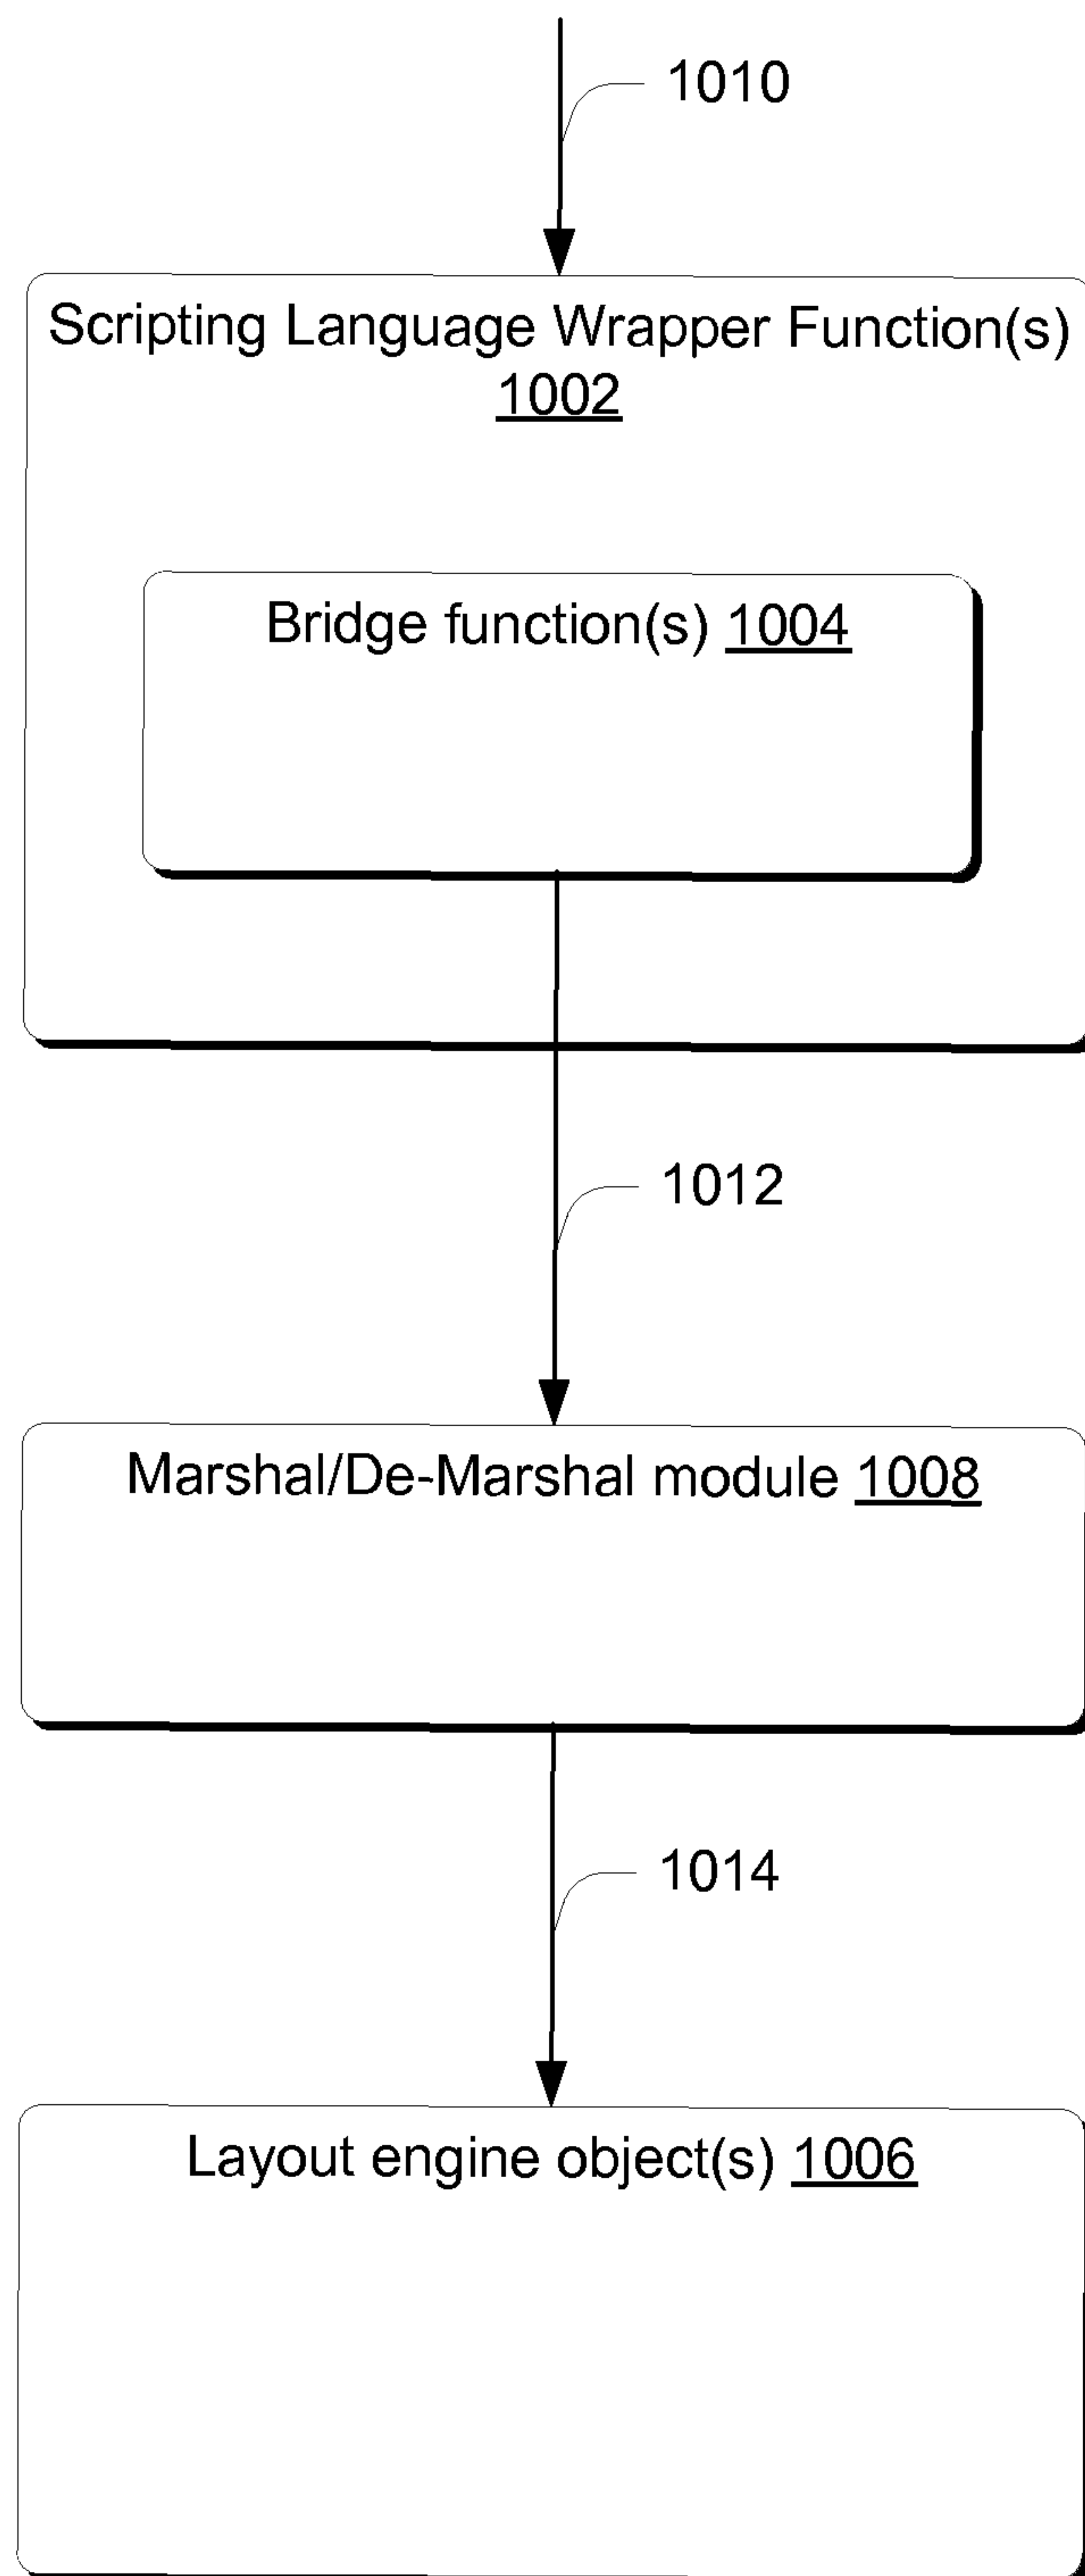 1010
Scripting Language Wrapper Function(s)
1002
Bridge function(s) 1004
1012
Marshal/De-Marshal module 1008
1014
Layout engine object(s) 1006